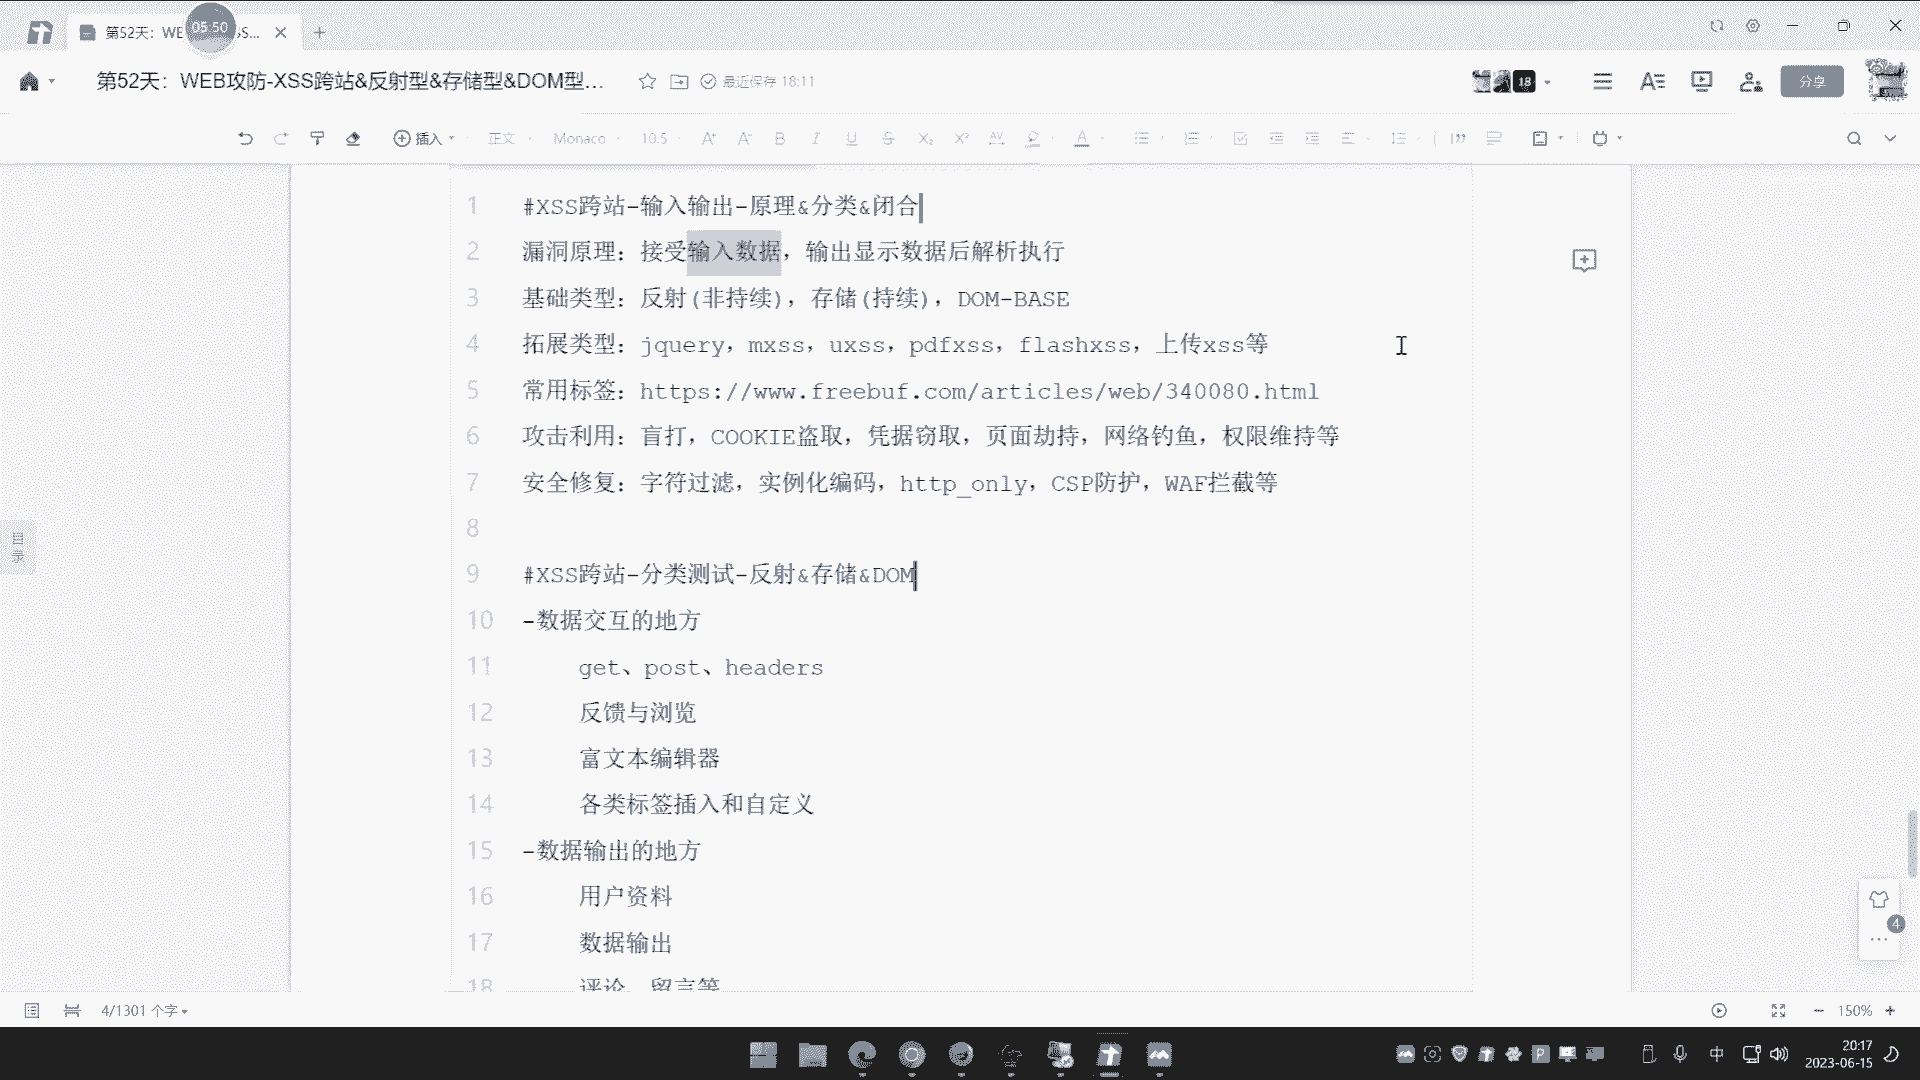 第52天：WE
S...
05:50
第52天：WEB攻防-XSS跨站&反射型&存储型&DOM型...
最近保存 18:11
18
分享
插入
正文
Monaco
10.5
1 #XSS跨站-输入输出-原理&分类&闭合
2 漏洞原理：接受输入数据，输出显示数据后解析执行
3 基础类型：反射(非持续)，存储(持续)，DOM-BASE
4 拓展类型：jquery，mxss，uxss，pdfxss，flashxss，上传xss等
5 常用标签：https://www.freebuf.com/articles/web/340080.html
6 攻击利用：盲打，COOKIE盗取，凭据窃取，页面劫持，网络钓鱼，权限维持等
7 安全修复：字符过滤，实例化编码，http_only，CSP防护，WAF拦截等
8
9 #XSS跨站-分类测试-反射&存储&DOM
10 -数据交互的地方
11 get、post、headers
12 反馈与浏览
13 富文本编辑器
14 各类标签插入和自定义
15 -数据输出的地方
16 用户资料
17 数据输出
18 评论，留言等
目录
4
4/1301 个字
150%
中
20:17
2023-06-15